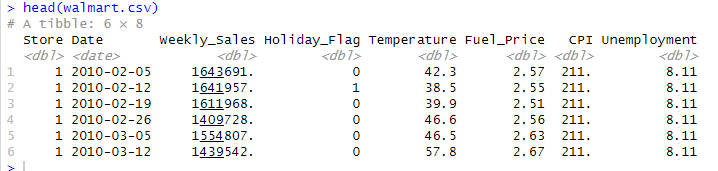 > head(walmart.csv)
# A tibble: 6 × 8
Store Date Weekly_Sales Holiday_Flag Temperature Fuel_Price CPI Unemployment
<dbl> <date> <dbl> <dbl> <dbl> <dbl> <dbl> <dbl>
1 1 2010-02-05 1643691. 0 42.3 2.57 211. 8.11
2 1 2010-02-12 1641957. 1 38.5 2.55 211. 8.11
3 1 2010-02-19 1611968. 0 39.9 2.51 211. 8.11
4 1 2010-02-26 1409728. 0 46.6 2.56 211. 8.11
5 1 2010-03-05 1554807. 0 46.5 2.63 211. 8.11
6 1 2010-03-12 1439542. 0 57.8 2.67 211. 8.11
>